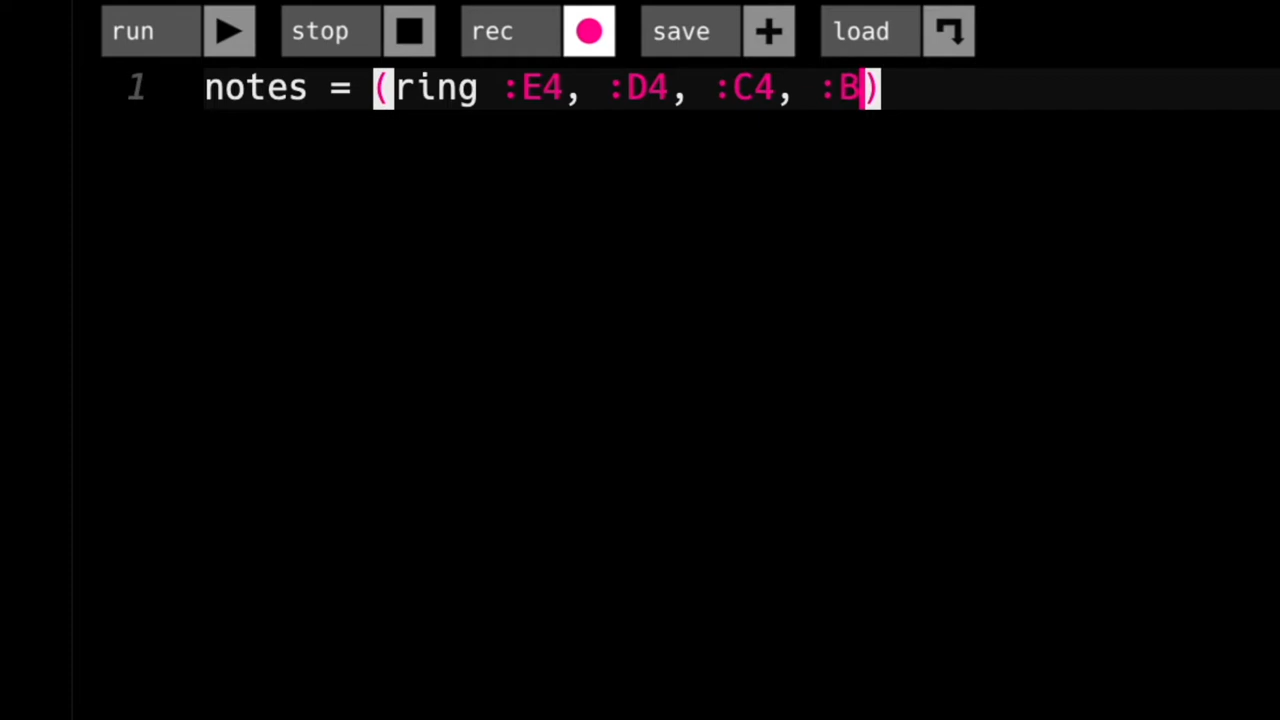 run stop rec save load
1 notes = (ring :E4, :D4, :C4, :B)